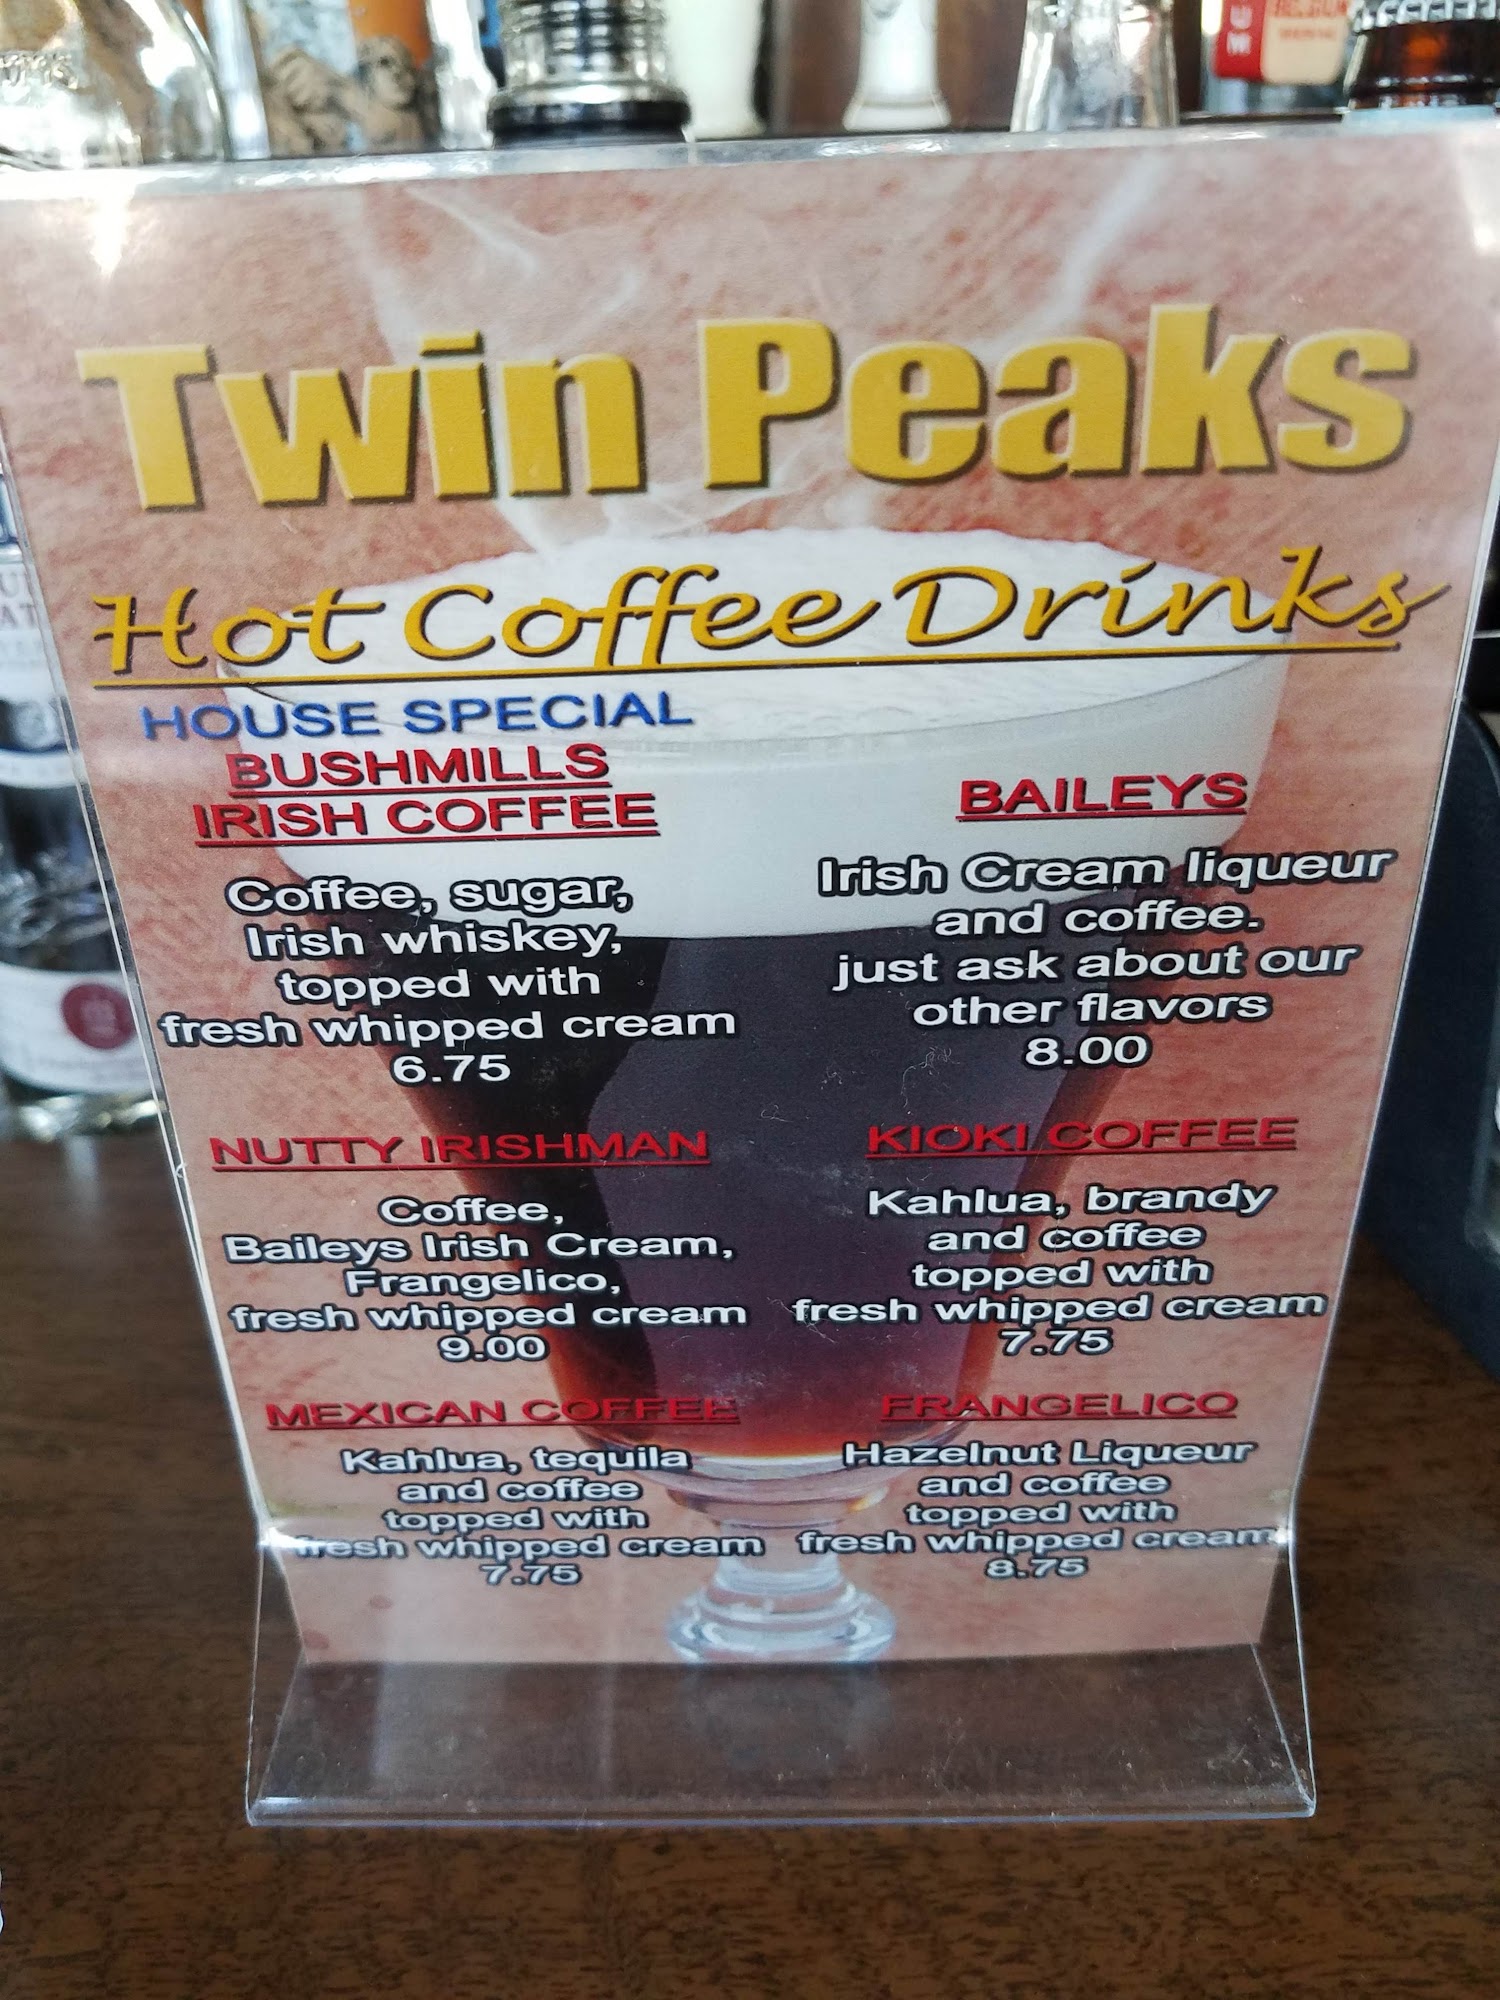 Twin Peaks
Hot Coffee Drinks
HOUSE SPECIAL
BUSHMILLS
IRISH COFFEE
Coffee, sugar,
Irish whiskey,
topped with
fresh whipped cream
6.75
BAILEYS
Irish Cream liqueur
and coffee.
just ask about our
other flavors
8.00
NUTTY IRISHMAN
Coffee,
Baileys Irish Cream,
Frangelico,
fresh whipped cream
9.00
KIOKI COFFEE
Kahlua, brandy
and coffee
topped with
fresh whipped cream
7.75
MEXICAN COFFEE
Kahlua, tequila
and coffee
topped with
fresh whipped cream
7.75
FRANGELICO
Hazelnut Liqueur
and coffee
topped with
fresh whipped cream
8.75